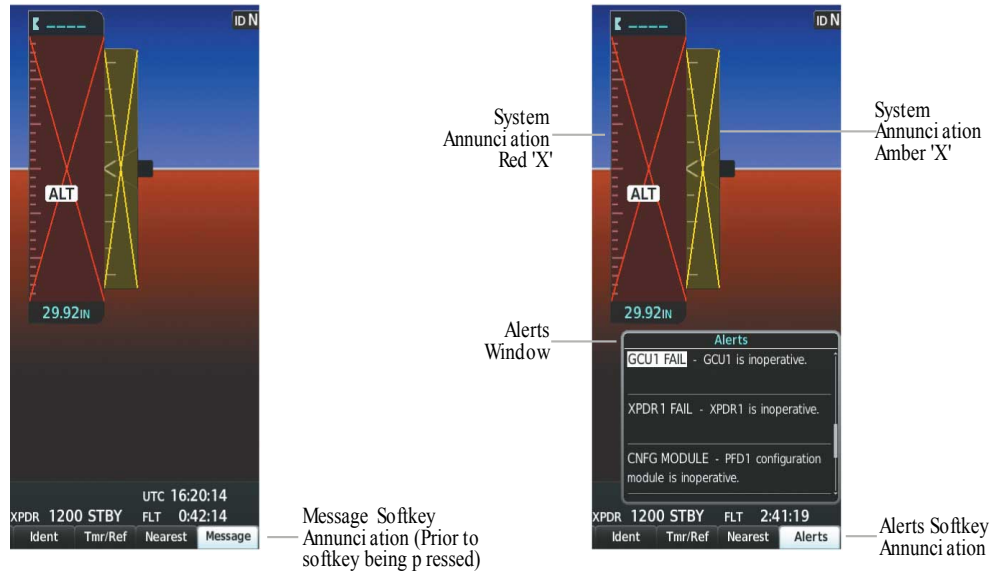 ID N
ALT
29.92IN
UTC 16:20:14
XPDR 1200 STBY FLT 0:42:14
Ident Tmr/Ref Nearest Message
Message Softkey
Annunciation (Prior to
softkey being pressed)
ID N
System
Annunciation
Red 'X'
System
Annunciation
Amber 'X'
ALT
29.92IN
Alerts
Window
Alerts
GCU1 FAIL - GCU1 is inoperative.
XPDR1 FAIL - XPDR1 is inoperative.
CNFG MODULE - PFD1 configuration
module is inoperative.
XPDR 1200 STBY FLT 2:41:19
Ident Tmr/Ref Nearest Alerts
Alerts Softkey
Annunciation